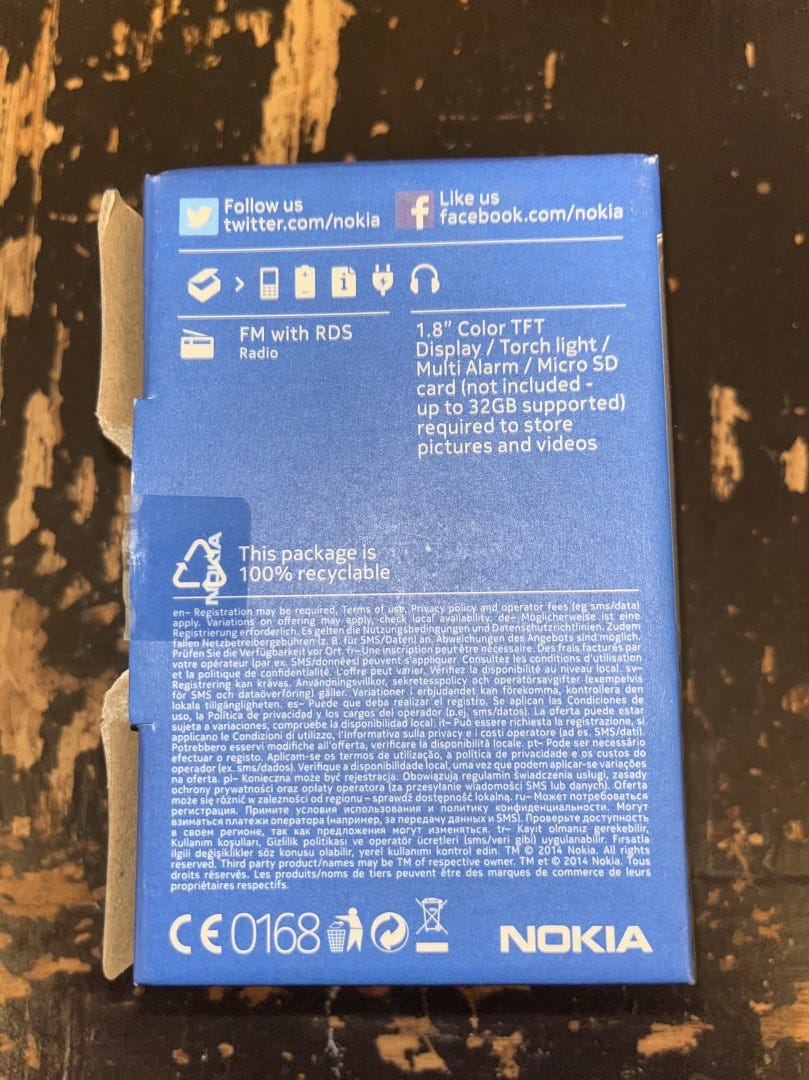 Follow us
twitter.com/nokia
Like us
facebook.com/nokia
FM with RDS
Radio
1.8” Color TFT
Display / Torch light /
Multi Alarm / Micro SD
card (not included -
up to 32GB supported)
required to store
pictures and videos
NOKIA
This package is
100% recyclable
en– Registration may be required. Terms of use, Privacy policy and operator fees (eg sms/data)
apply. Variations on offering may apply, check local availability. de– Möglicherweise ist eine
Registrierung erforderlich. Es gelten die Nutzungsbedingungen und Datenschutzrichtlinien. Zudem
fallen Netzbetreibergebühren (z. B. für SMS/Daten) an. Abweichungen des Angebots sind möglich.
Prüfen Sie die Verfügbarkeit vor Ort. fr– Une inscription peut être nécessaire. Des frais facturés par
votre opérateur (par ex. SMS/données) peuvent s'appliquer. Consultez les conditions d'utilisation
et la politique de confidentialité. L'offre peut varier. Vérifiez la disponibilité au niveau local. sv–
Registrering kan krävas. Användningsvillkor, sekretesspolicy och operatörsavgifter (exempelvis
för SMS och dataöverföring) gäller. Variationer i erbjudandet kan förekomma, kontrollera den
lokala tillgängligheten. es– Puede que deba realizar el registro. Se aplican las Condiciones de
uso, la Política de privacidad y los cargos del operador (p.ej. sms/datos). La oferta puede estar
sujeta a variaciones, compruebe la disponibilidad local. it– Può essere richiesta la registrazione, si
applicano le Condizioni di utilizzo, l'Informativa sulla privacy e i costi operatore (ad es. SMS/dati).
Potrebbero esservi modifiche all'offerta, verificare la disponibilità locale. pt– Pode ser necessário
efectuar o registo. Aplicam-se os termos de utilização, a política de privacidade e os custos do
operador (ex. sms/dados). Verifique a disponibilidade local, uma vez que podem aplicar-se variações
na oferta. pl– Konieczna może być rejestracja. Obowiązują regulamin świadczenia usługi, zasady
ochrony prywatności oraz opłaty operatora (za przesyłanie wiadomości SMS lub danych). Oferta
może się różnić w zależności od regionu – sprawdź dostępność lokalną. ru– Может потребоваться
регистрация. Примите условия использования и политику конфиденциальности. Могут
взиматься платежи оператора (например, за передачу данных и SMS). Проверьте доступность
в своем регионе, так как предложения могут изменяться. tr– Kayıt olmanız gerekebilir,
Kullanım koşulları, Gizlilik politikası ve operatör ücretleri (sms/veri gibi) uygulanabilir. Fırsatla
ilgili değişiklikler söz konusu olabilir, yerel kullanımı kontrol edin. TM © 2014 Nokia. All rights
reserved. Third party product/names may be TM of respective owner. TM et © 2014 Nokia. Tous
droits réservés. Les produits/noms de tiers peuvent être des marques de commerce de leurs
propriétaires respectifs.
CE 0168
NOKIA